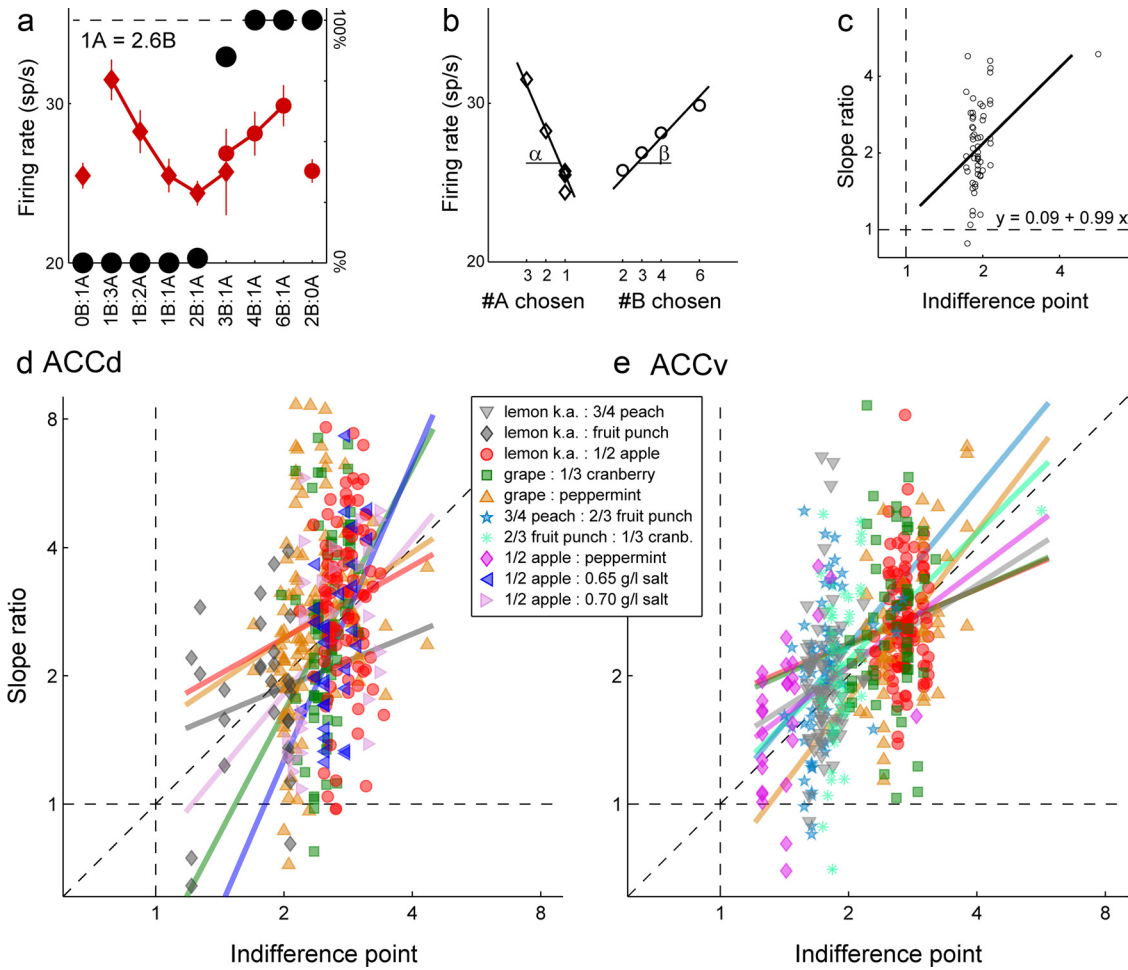 a
1A = 2.6B
Firing rate (sp/s)
30
20
100%
0%
0B:1A
1B:3A
1B:2A
1B:1A
2B:1A
3B:1A
4B:1A
6B:1A
2B:0A
b
Firing rate (sp/s)
30
20
α
β
3 2 1 2 3 4 6
#A chosen #B chosen
c
Slope ratio
4
2
1
y = 0.09 + 0.99 x
1 2 4
Indifference point
d ACCd
Slope ratio
8
4
2
1
1 2 4 8
Indifference point
lemon k.a. : 3/4 peach
lemon k.a. : fruit punch
lemon k.a. : 1/2 apple
grape : 1/3 cranberry
grape : peppermint
3/4 peach : 2/3 fruit punch
2/3 fruit punch : 1/3 cranb.
1/2 apple : peppermint
1/2 apple : 0.65 g/l salt
1/2 apple : 0.70 g/l salt
e ACCv
8
2
1
1 2 4 8
Indifference point